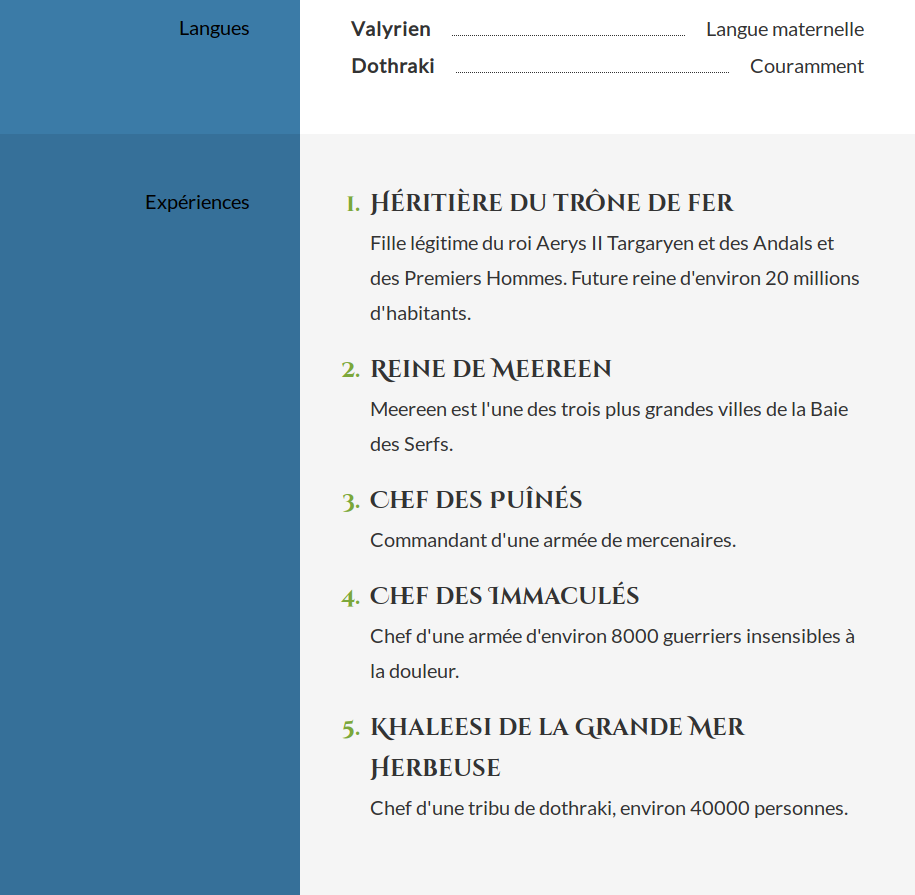 Langues
Valyrien Langue maternelle
Dothraki Couramment
Expériences
1. Héritière du trône de fer
Fille légitime du roi Aerys II Targaryen et des Andals et
des Premiers Hommes. Future reine d'environ 20 millions
d'habitants.
2. Reine de Meereen
Meereen est l'une des trois plus grandes villes de la Baie
des Serfs.
3. Chef des Puînés
Commandant d'une armée de mercenaires.
4. Chef des Immaculés
Chef d'une armée d'environ 8000 guerriers insensibles à
la douleur.
5. Khaleesi de la Grande Mer
Herbeuse
Chef d'une tribu de dothraki, environ 40000 personnes.